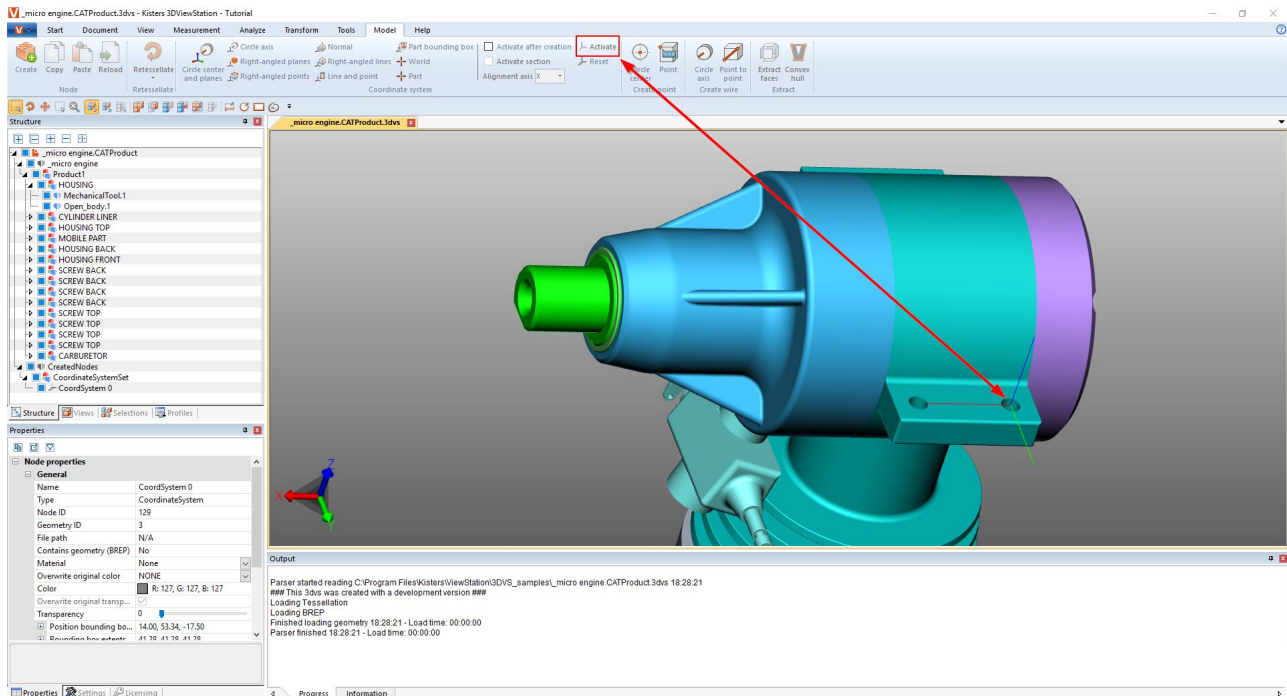 _micro engine.CATProduct.3dvs - Kisters 3DViewStation - Tutorial
Start Document View Measurement Analyze Transform Tools Model Help
Create
Copy
Paste
Reload
Node
Retessellate
Retessellate
Circle center and planes
Circle axis
Right-angled planes
Right-angled points
Normal
Right-angled lines
Line and point
Part bounding box
World
Part
Activate after creation
Activate section
Alignment axis X
Activate
Reset
Coordinate system
Circle center
Point
Create point
Circle axis
Point to point
Create wire
Extract faces
Convex hull
Extract
Structure
_micro engine.CATProduct
_micro engine
Product1
HOUSING
MechanicalTool.1
Open_body.1
CYLINDER LINER
HOUSING TOP
MOBILE PART
HOUSING BACK
HOUSING FRONT
SCREW BACK
SCREW BACK
SCREW BACK
SCREW BACK
SCREW TOP
SCREW TOP
SCREW TOP
SCREW TOP
CARBURETOR
CreatedNodes
CoordinateSystemSet
CoordSystem 0
Structure Views Selections Profiles
Properties
Node properties
General
Name CoordSystem 0
Type CoordinateSystem
Node ID 129
Geometry ID 3
File path N/A
Contains geometry (BREP) No
Material None
Overwrite original color NONE
Color R: 127, G: 127, B: 127
Overwrite original transp...
Transparency 0
Position bounding bo... 14.00, 53.34, -17.50
Bounding box extents 41.28, 41.28, 41.28
Properties Settings Licensing
_micro engine.CATProduct.3dvs
X
Z
Y
Output
Parser started reading C:\Program Files\Kisters\ViewStation\3DVS_samples\_micro engine.CATProduct.3dvs 18:28:21
### This 3dvs was created with a development version ###
Loading Tessellation
Loading BREP
Finished loading geometry 18:28:21 - Load time: 00:00:00
Parser finished 18:28:21 - Load time: 00:00:00
Progress Information